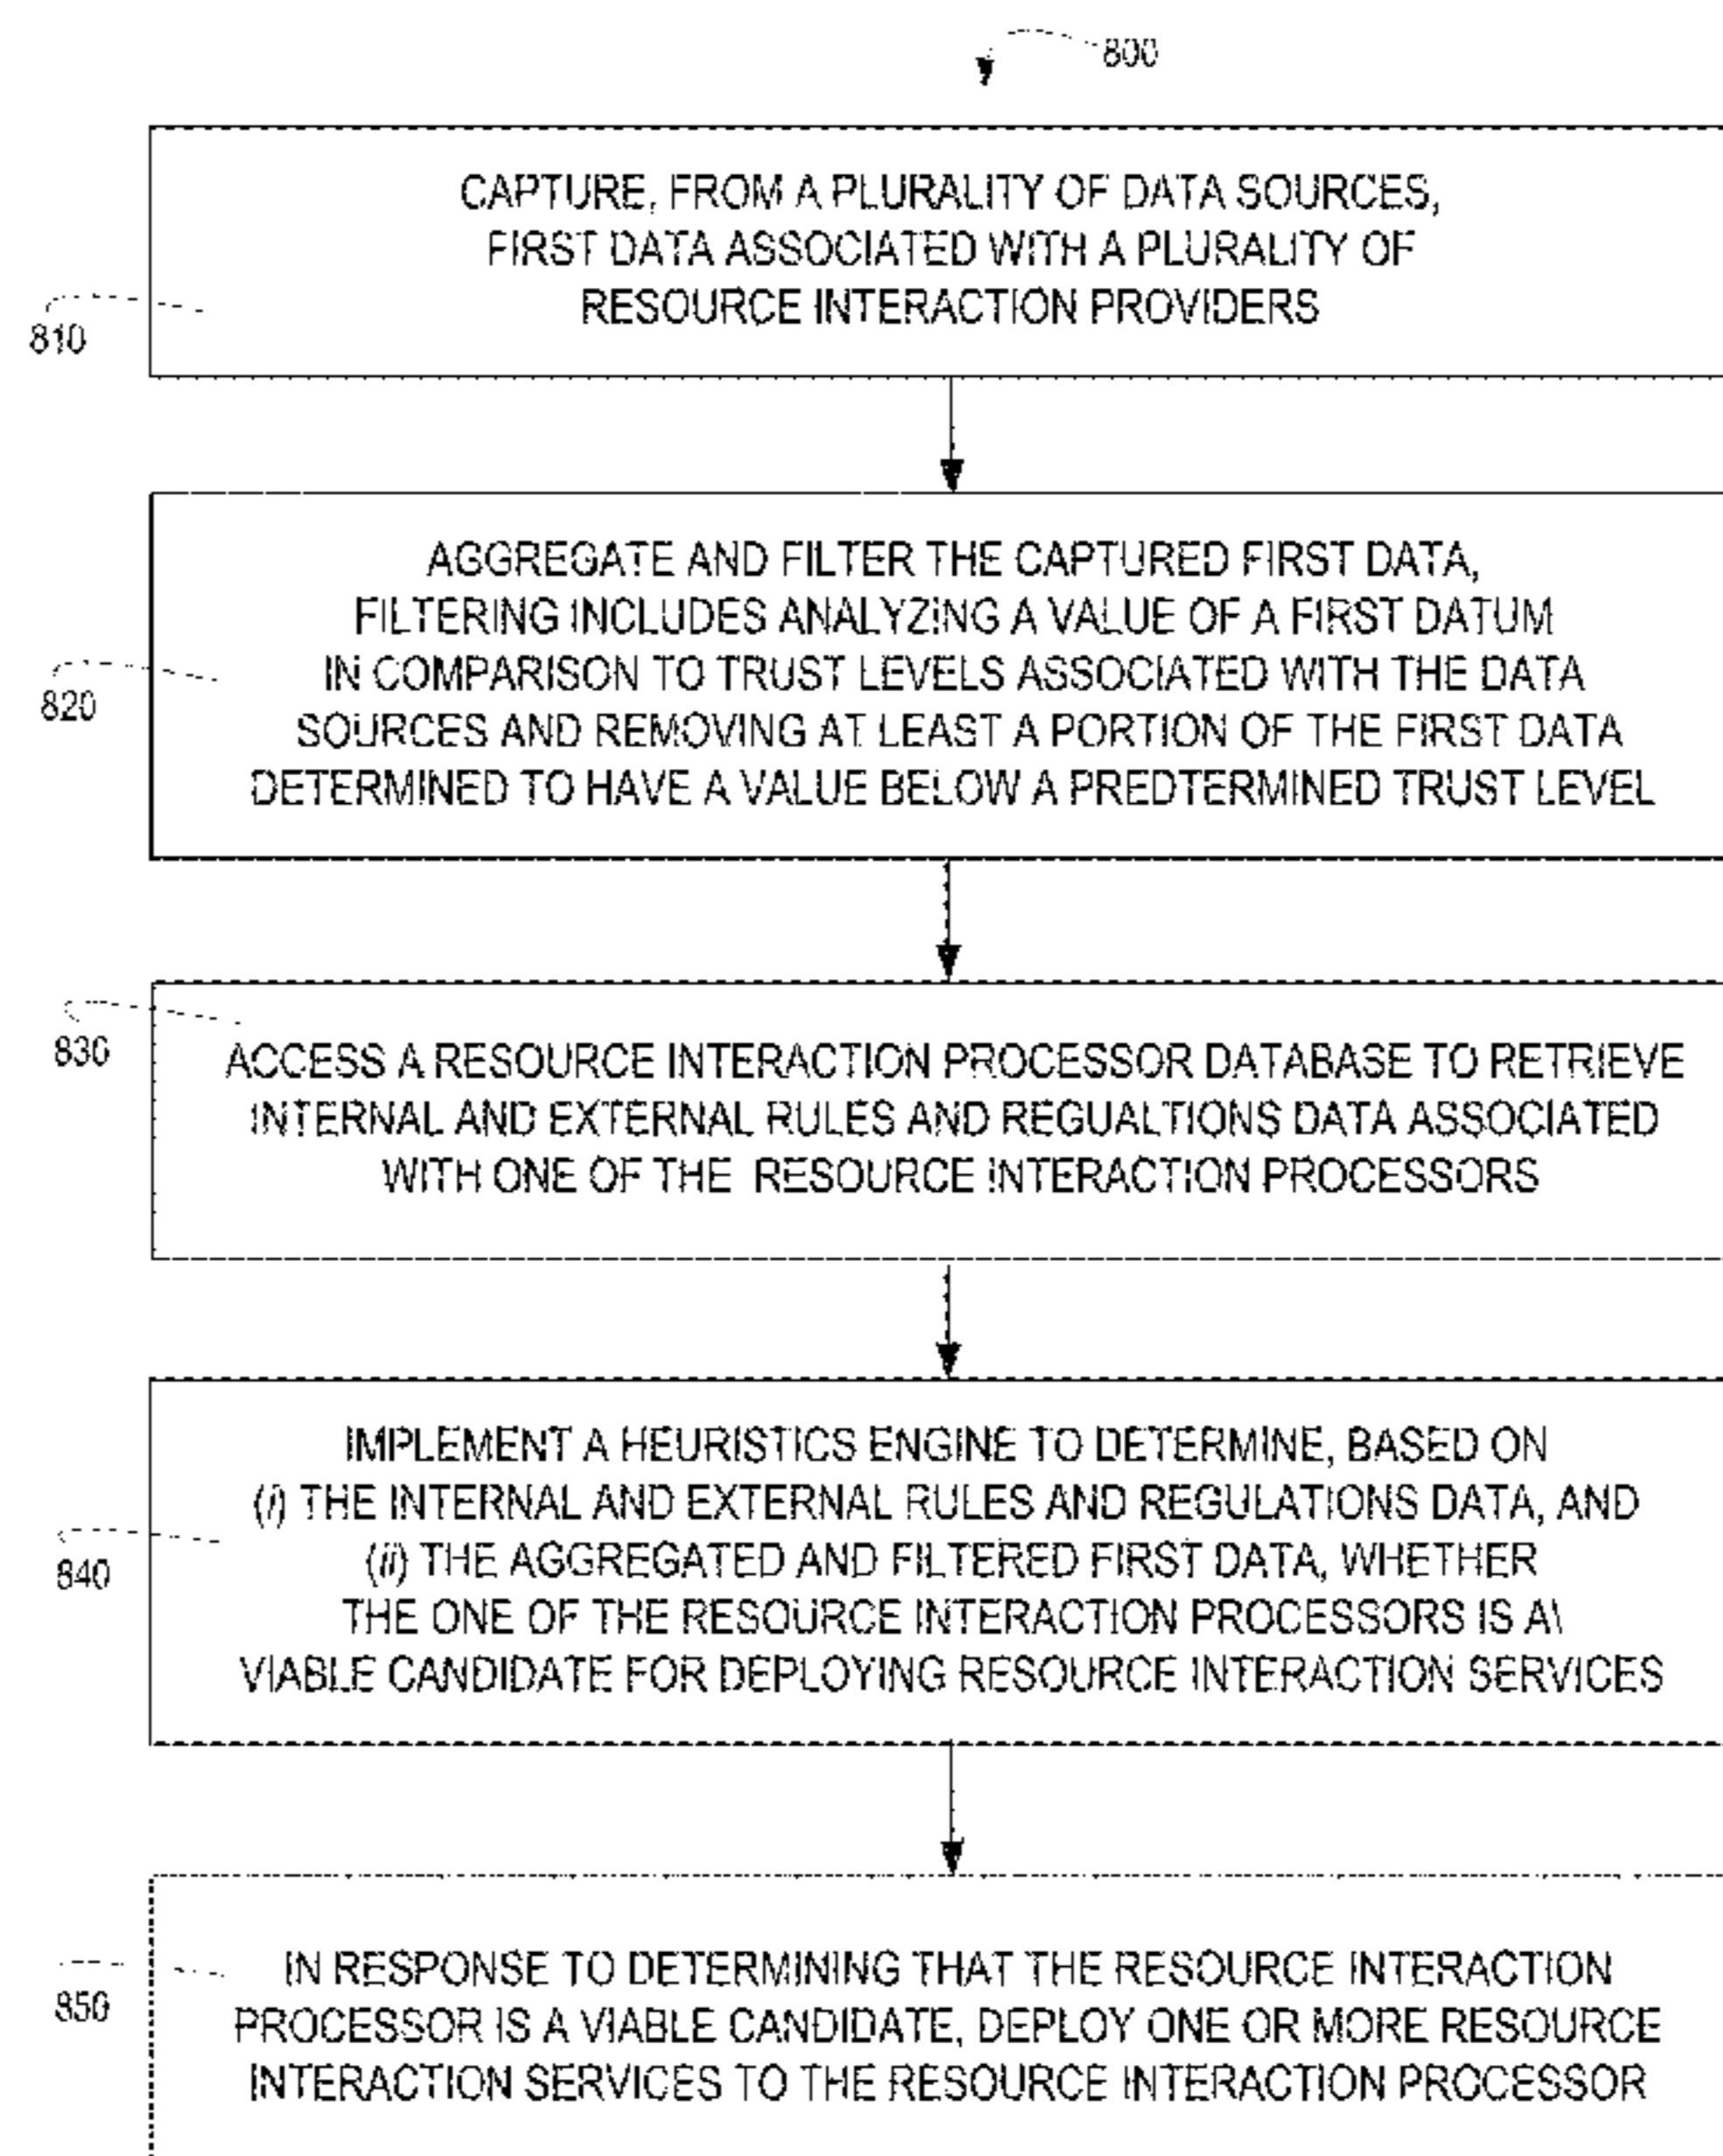 800
CAPTURE, FROM A PLURALITY OF DATA SOURCES,
FIRST DATA ASSOCIATED WITH A PLURALITY OF
RESOURCE INTERACTION PROVIDERS
810
AGGREGATE AND FILTER THE CAPTURED FIRST DATA,
FILTERING INCLUDES ANALYZING A VALUE OF A FIRST DATUM
IN COMPARISON TO TRUST LEVELS ASSOCIATED WITH THE DATA
SOURCES AND REMOVING AT LEAST A PORTION OF THE FIRST DATA
DETERMINED TO HAVE A VALUE BELOW A PREDTERMINED TRUST LEVEL
820
830
ACCESS A RESOURCE INTERACTION PROCESSOR DATABASE TO RETRIEVE
INTERNAL AND EXTERNAL RULES AND REGUALTIONS DATA ASSOCIATED
WITH ONE OF THE RESOURCE INTERACTION PROCESSORS
IMPLEMENT A HEURISTICS ENGINE TO DETERMINE, BASED ON
(i) THE INTERNAL AND EXTERNAL RULES AND REGULATIONS DATA, AND
(ii) THE AGGREGATED AND FILTERED FIRST DATA, WHETHER
THE ONE OF THE RESOURCE INTERACTION PROCESSORS IS A\
VIABLE CANDIDATE FOR DEPLOYING RESOURCE INTERACTION SERVICES
840
IN RESPONSE TO DETERMINING THAT THE RESOURCE INTERACTION
PROCESSOR IS A VIABLE CANDIDATE, DEPLOY ONE OR MORE RESOURCE
INTERACTION SERVICES TO THE RESOURCE INTERACTION PROCESSOR
850